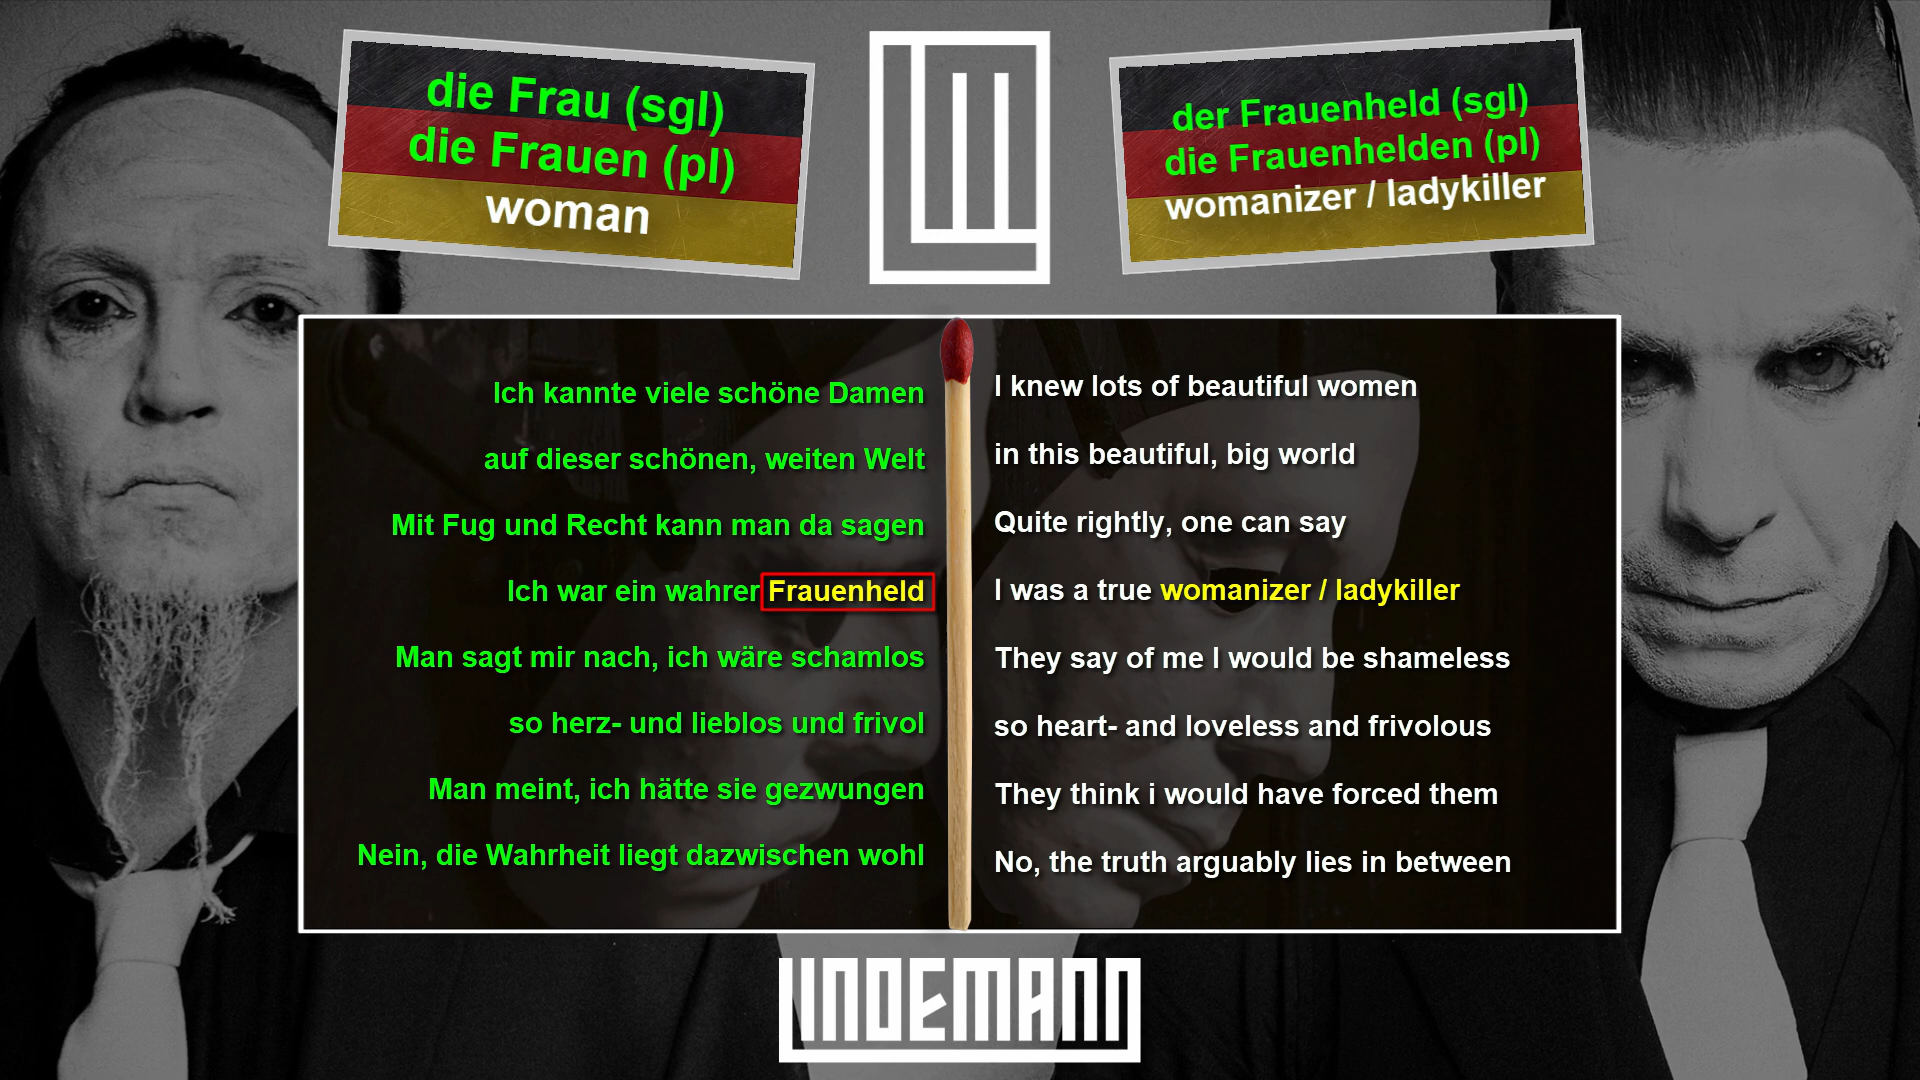 die Frau (sgl)
die Frauen (pl)
woman
der Frauenheld (sgl)
die Frauenhelden (pl)
womanizer / ladykiller
Ich kannte viele schöne Damen
auf dieser schönen, weiten Welt
Mit Fug und Recht kann man da sagen
Ich war ein wahrer Frauenheld
Man sagt mir nach, ich wäre schamlos
so herz- und lieblos und frivol
Man meint, ich hätte sie gezwungen
Nein, die Wahrheit liegt dazwischen wohl
I knew lots of beautiful women
in this beautiful, big world
Quite rightly, one can say
I was a true womanizer / ladykiller
They say of me I would be shameless
so heart- and loveless and frivolous
They think i would have forced them
No, the truth arguably lies in between
LINDEMANN